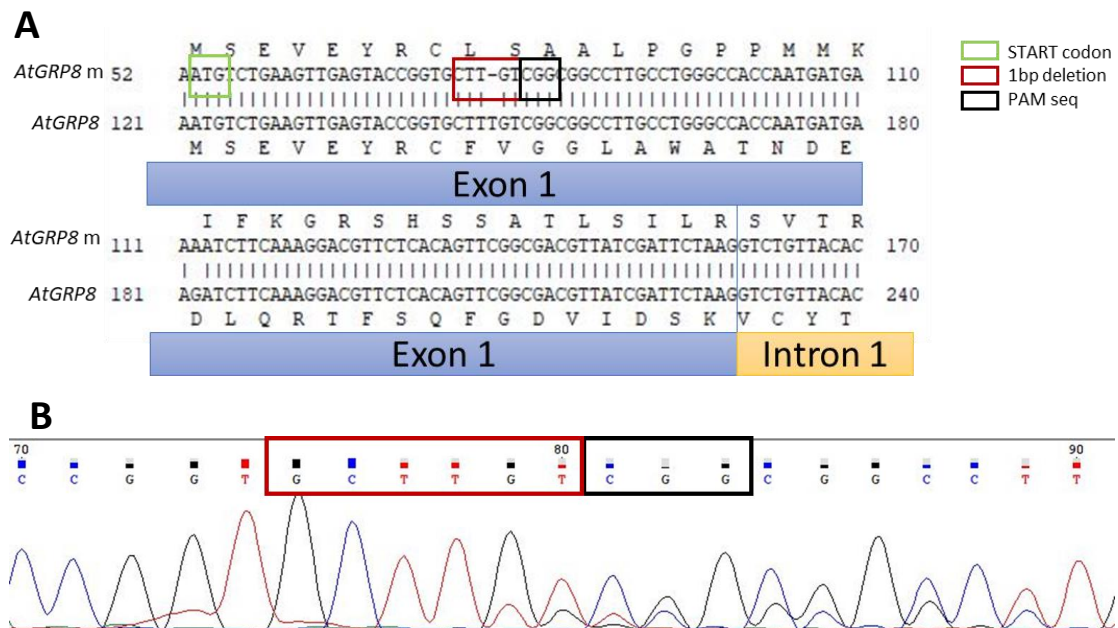 A
M S E V E Y R C L S A A L P G P P M M K
AtGRP8 m 52 AATGTCTGAAGTTGAGTACCGGTGCTT-GTCGGCGGCCTTGCCTGGGCCACCAATGATGA 110
AtGRP8 121 AATGTCTGAAGTTGAGTACCGGTGCTTTGTCGGCGGCCTTGCCTGGGCCACCAATGATGA 180
M S E V E Y R C F V G G L A W A T N D E
Exon 1
I F K G R S H S S A T L S I L R S V T R
AtGRP8 m 111 AAATCTTCAAAGGACGTTCTCACAGTTCGGCGACGTTATCGATTCTAAGGTCTGTTACAC 170
AtGRP8 181 AGATCTTCAAAGGACGTTCTCACAGTTCGGCGACGTTATCGATTCTAAGGTCTGTTACAC 240
D L Q R T F S Q F G D V I D S K V C Y T
Exon 1 Intron 1
START codon
1bp deletion
PAM seq
B
70 80 90
C C G G T G C T T G T C G G C G G C C T T